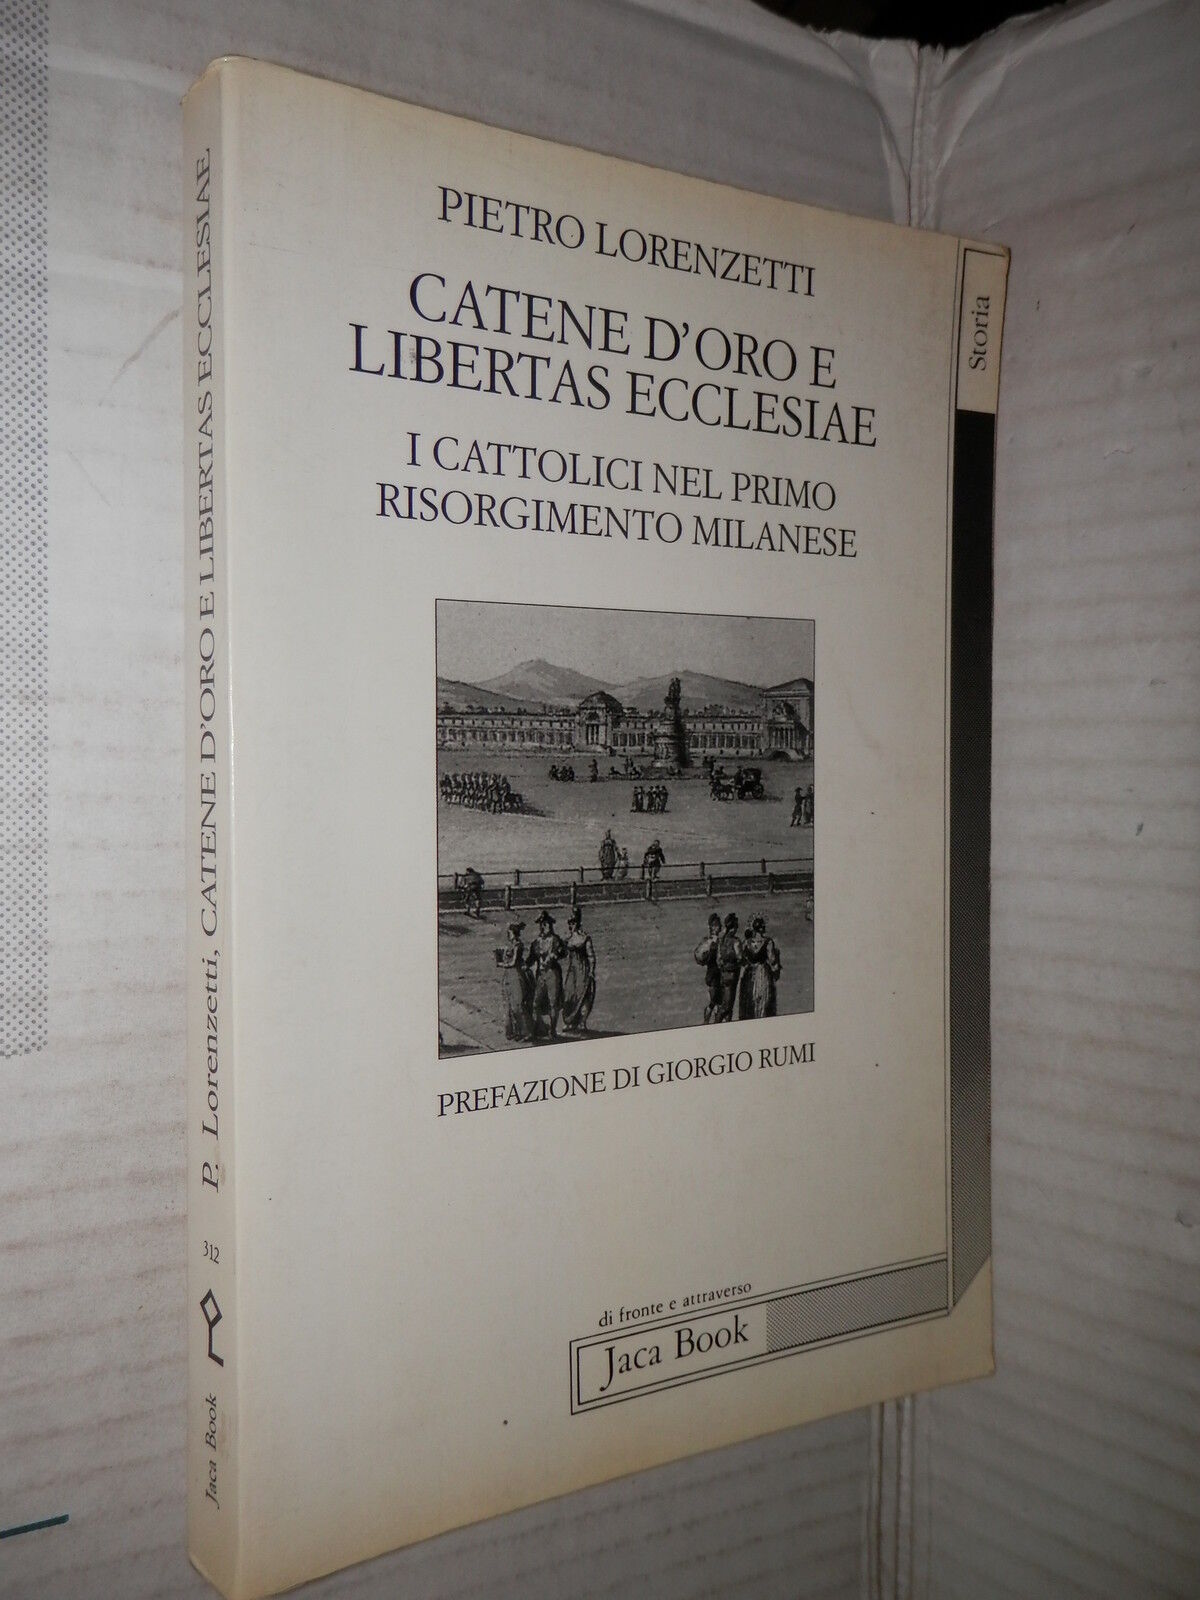 PIETRO LORENZETTI
CATENE D'ORO E
LIBERTAS ECCLESIAE
I CATTOLICI NEL PRIMO
RISORGIMENTO MILANESE
PREFAZIONE DI GIORGIO RUMI
di fronte e attraverso
Jaca Book
Storia
P. Lorenzetti, CATENE D'ORO E LIBERTAS ECCLESIAE
312
Jaca Book